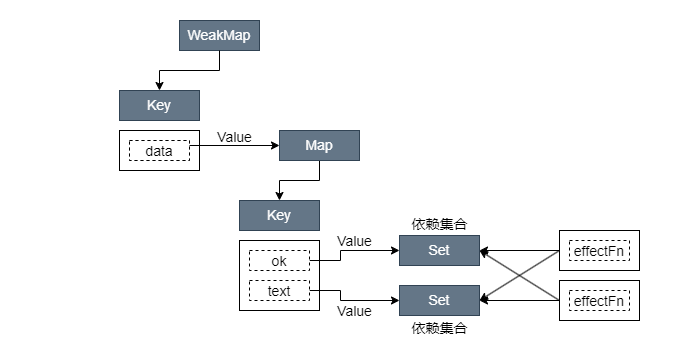 WeakMap
Key
data
Value
Map
Key
ok
text
Value
Value
依赖集合
Set
Set
依赖集合
effectFn
effectFn